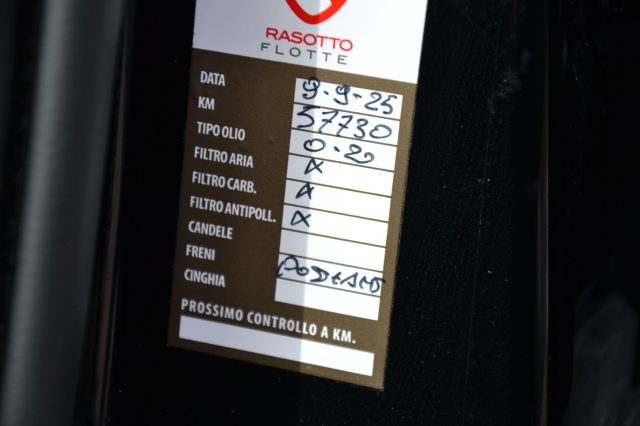 RASOTTO
FLOTTE
DATA 9-9-25
KM 57730
TIPO OLIO 0-20
FILTRO ARIA X
FILTRO CARB. X
FILTRO ANTIPOLL. X
CANDELE
FRENI
CINGHIA
PROSSIMO CONTROLLO A KM.